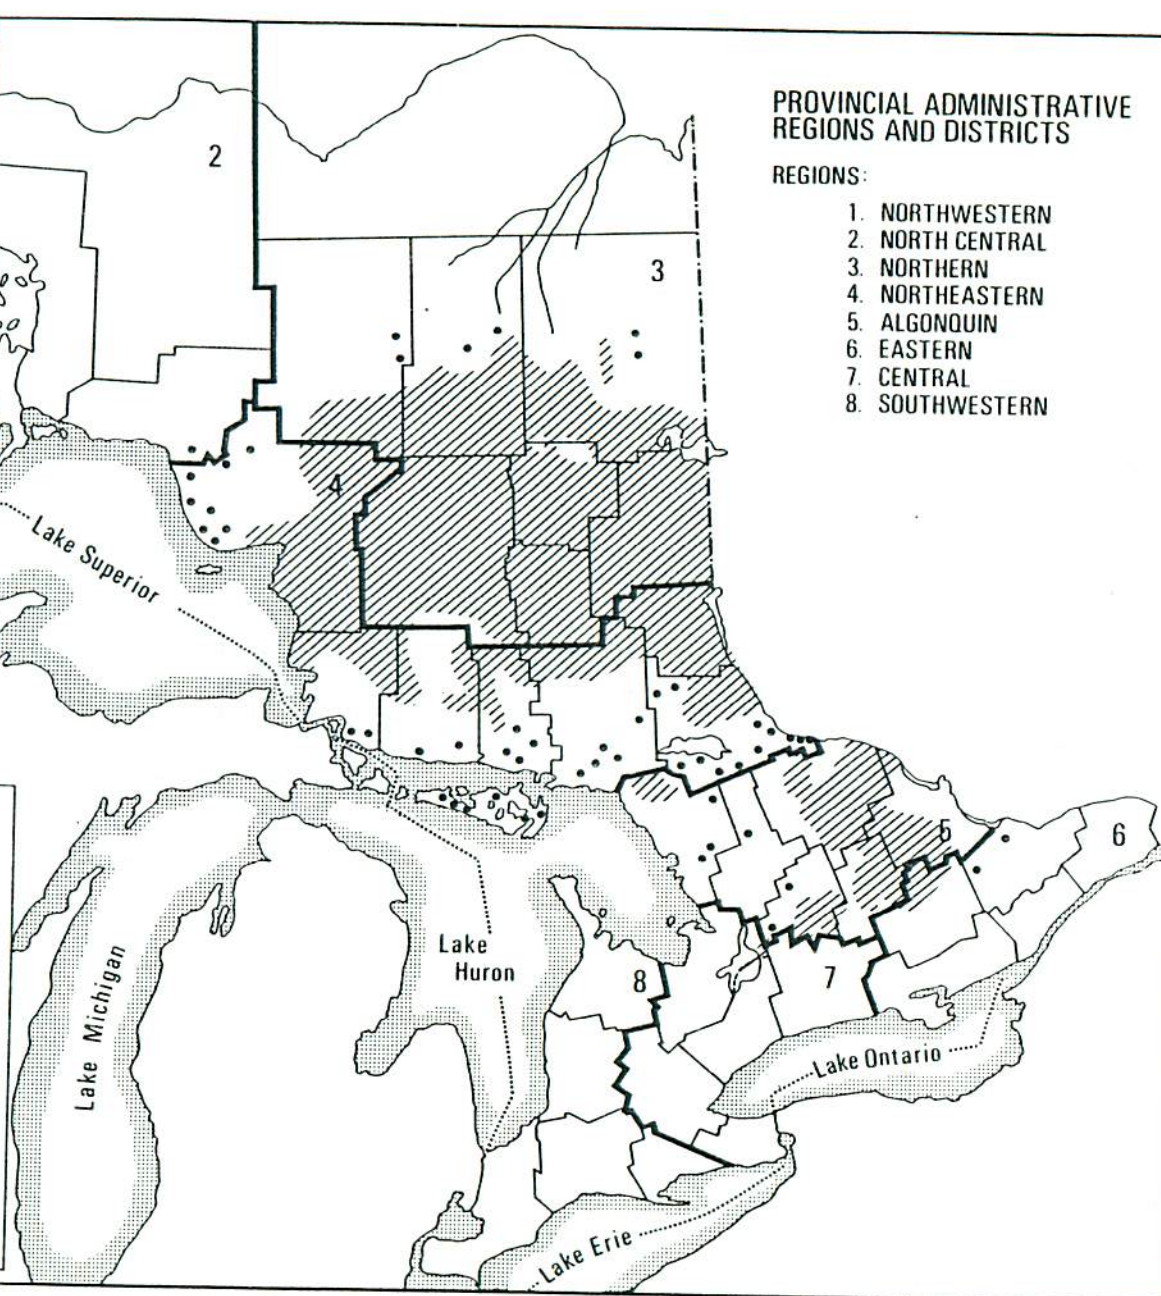 PROVINCIAL ADMINISTRATIVE
REGIONS AND DISTRICTS
REGIONS:
1. NORTHWESTERN
2. NORTH CENTRAL
3. NORTHERN
4. NORTHEASTERN
5. ALGONQUIN
6. EASTERN
7. CENTRAL
8. SOUTHWESTERN
2
3
4
Lake Superior
5
6
Lake
Huron
8
7
Lake Michigan
Lake Ontario
Lake Erie